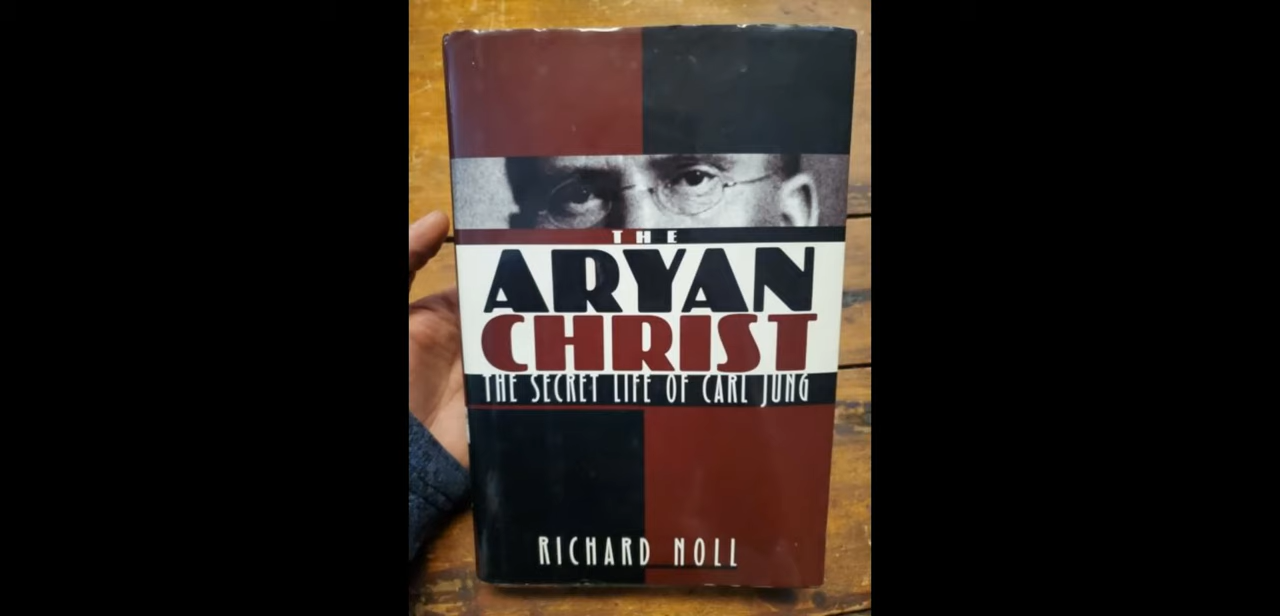 THE
ARYAN
CHRIST
THE SECRET LIFE OF CARL JUNG
RICHARD NOLL